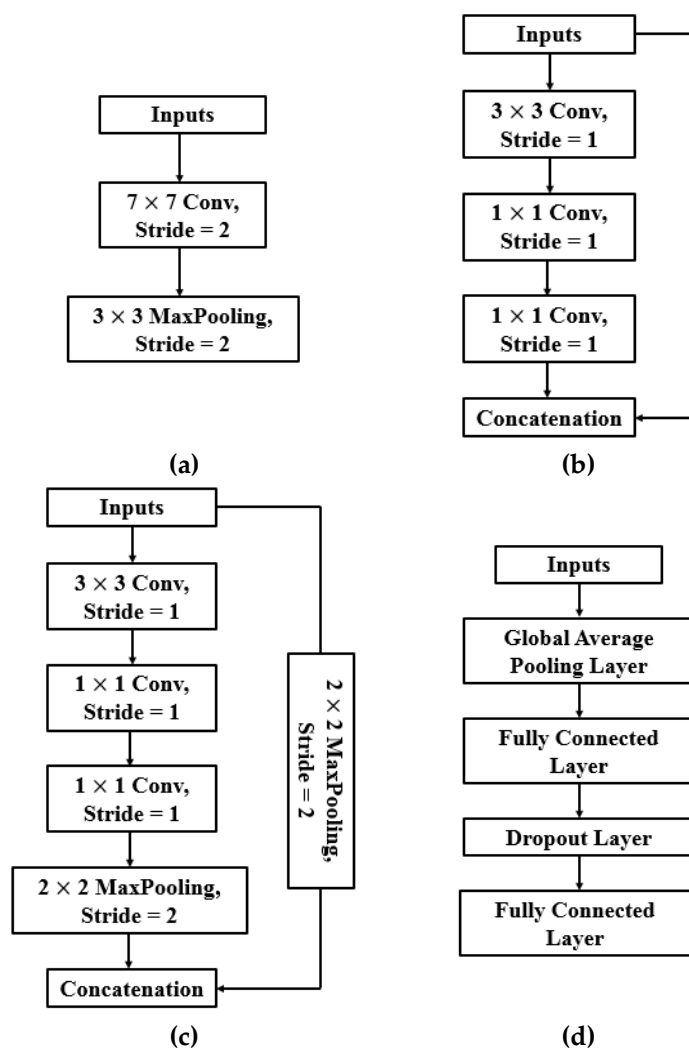 Inputs
7 × 7 Conv,
Stride = 2
3 × 3 MaxPooling,
Stride = 2
(a)
Inputs
3 × 3 Conv,
Stride = 1
1 × 1 Conv,
Stride = 1
1 × 1 Conv,
Stride = 1
Concatenation
(b)
Inputs
3 × 3 Conv,
Stride = 1
1 × 1 Conv,
Stride = 1
1 × 1 Conv,
Stride = 1
2 × 2 MaxPooling,
Stride = 2
Concatenation
2 × 2 MaxPooling,
Stride = 2
(c)
Inputs
Global Average
Pooling Layer
Fully Connected
Layer
Dropout Layer
Fully Connected
Layer
(d)